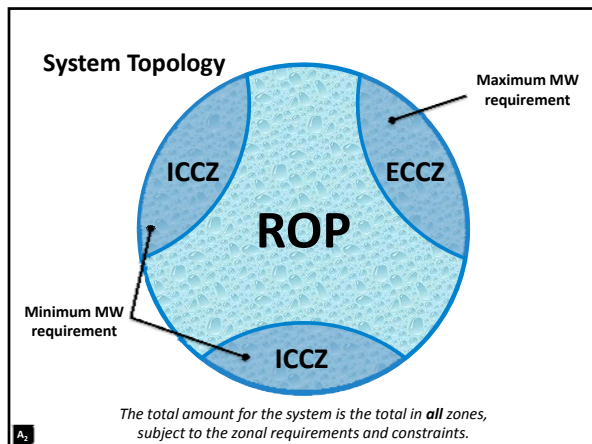 System Topology
Maximum MW
requirement
ICCZ
ECCZ
ROP
Minimum MW
requirement
ICCZ
The total amount for the system is the total in all zones,
subject to the zonal requirements and constraints.
A2